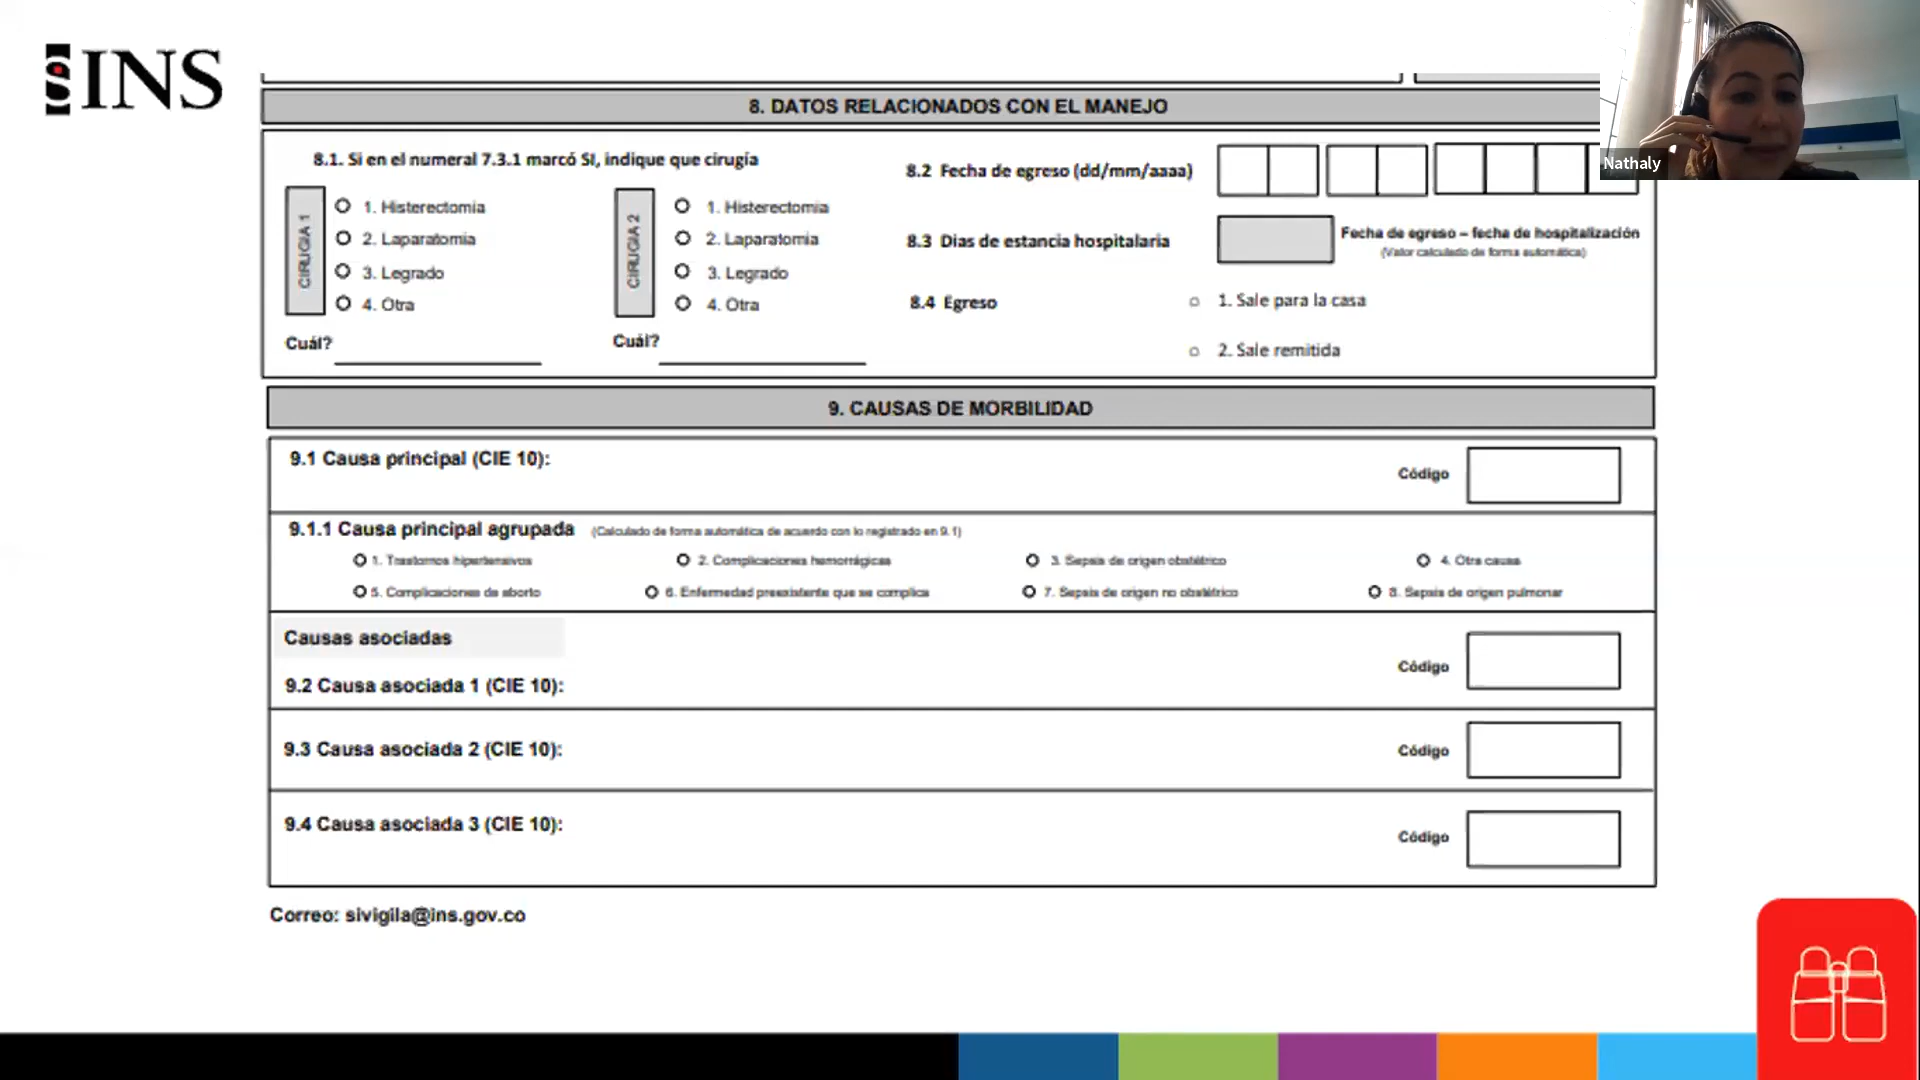 INS
Nathaly
8. DATOS RELACIONADOS CON EL MANEJO
8.1. Si en el numeral 7.3.1 marcó SI, indique que cirugía
CIRUGIA 1
1. Histerectomia
2. Laparatomia
3. Legrado
4. Otra
Cuál?
CIRUGIA 2
1. Histerectomia
2. Laparatomia
3. Legrado
4. Otra
Cuál?
8.2 Fecha de egreso (dd/mm/aaaa)
8.3 Dias de estancia hospitalaria
Fecha de egreso – fecha de hospitalización
(Valor calculado de forma automática)
8.4 Egreso
1. Sale para la casa
2. Sale remitida
9. CAUSAS DE MORBILIDAD
9.1 Causa principal (CIE 10):
Código
9.1.1 Causa principal agrupada (Calculado de forma automática de acuerdo con lo registrado en 9.1)
1. Trastornos hipertensivos 2. Complicaciones hemorrágicas 3. Sepsis de origen obstétrico 4. Otra causa
5. Complicaciones de aborto 6. Enfermedad preexistente que se complica 7. Sepsis de origen no obstétrico 8. Sepsis de origen pulmonar
Causas asociadas
9.2 Causa asociada 1 (CIE 10):
Código
9.3 Causa asociada 2 (CIE 10):
Código
9.4 Causa asociada 3 (CIE 10):
Código
Correo: sivigila@ins.gov.co